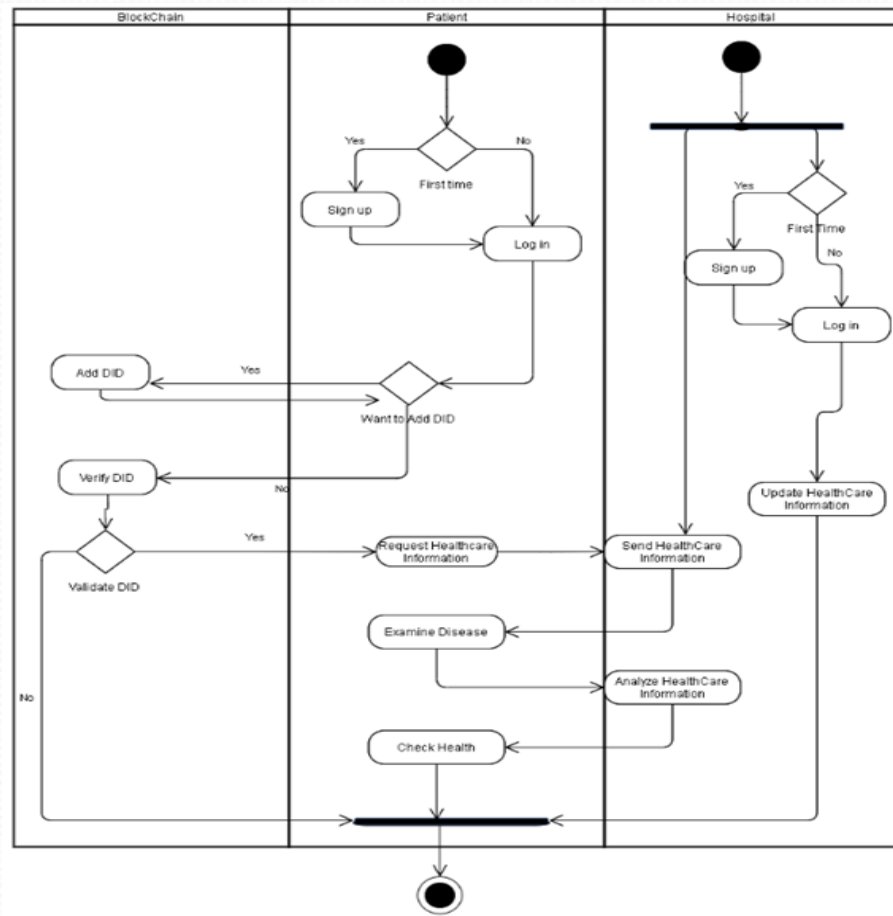 BlockChain
Patient
Hospital
Yes
No
First time
Sign up
Log in
Yes
First Time
No
Sign up
Log in
Add DID
Yes
Want to Add DID
Verify DID
No
Update HealthCare
Information
Yes
Request Healthcare
Information
Send HealthCare
Information
Validate DID
Examine Disease
Analyze HealthCare
Information
No
Check Health